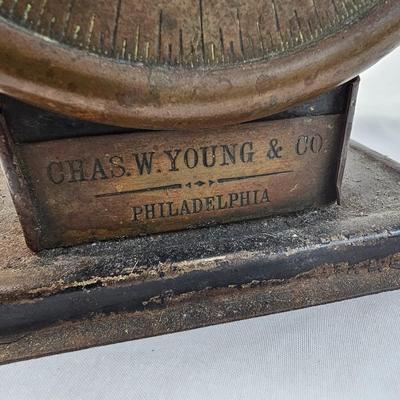 CHAS. W. YOUNG & CO.
PHILADELPHIA